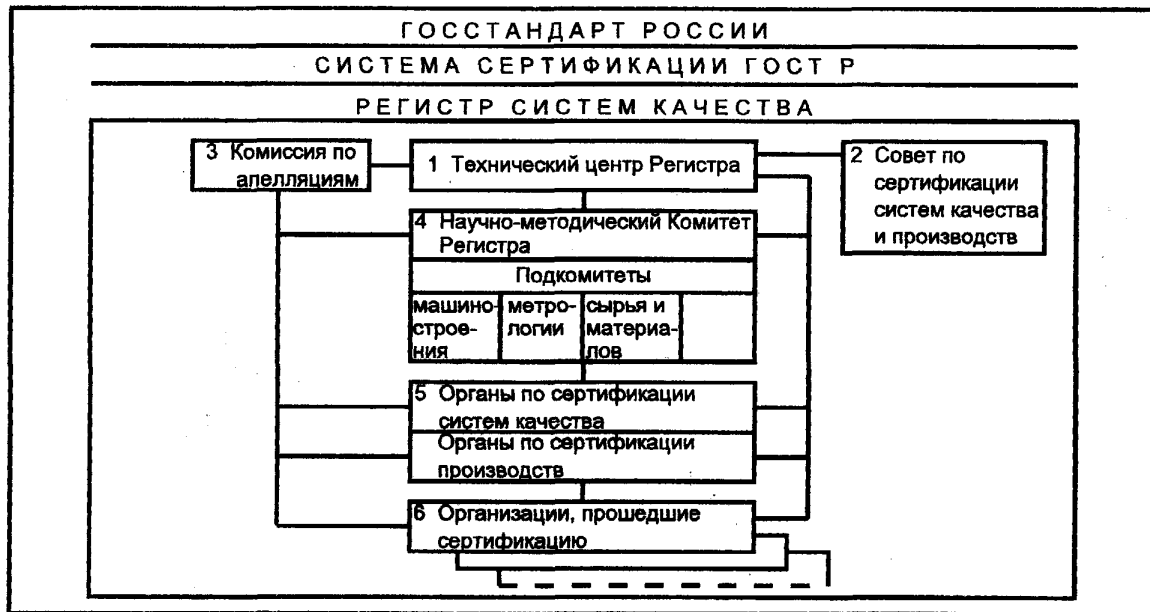 ГОССТАНДАРТ РОССИИ
СИСТЕМА СЕРТИФИКАЦИИ ГОСТ Р
РЕГИСТР СИСТЕМ КАЧЕСТВА
3 Комиссия по
апелляциям
1 Технический центр Регистра
2 Совет по
сертификации
систем качества
и производств
4 Научно-методический Комитет
Регистра
Подкомитеты
машино-
строе-
ния
метро-
логии
сырья и
материа-
лов
5 Органы по сертификации
систем качества
Органы по сертификации
производств
6 Организации, прошедшие
сертификацию